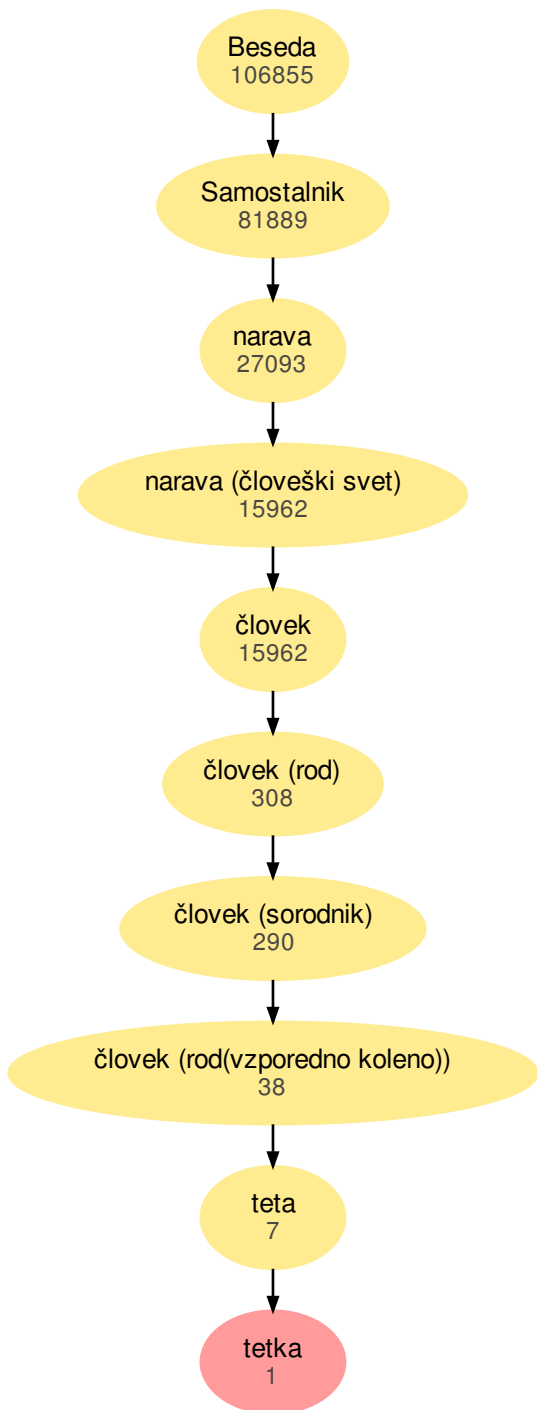 Beseda
106855
Samostalnik
81889
narava
27093
narava (človeški svet)
15962
človek
15962
človek (rod)
308
človek (sorodnik)
290
človek (rod(vzporedno koleno))
38
teta
7
tetka
1